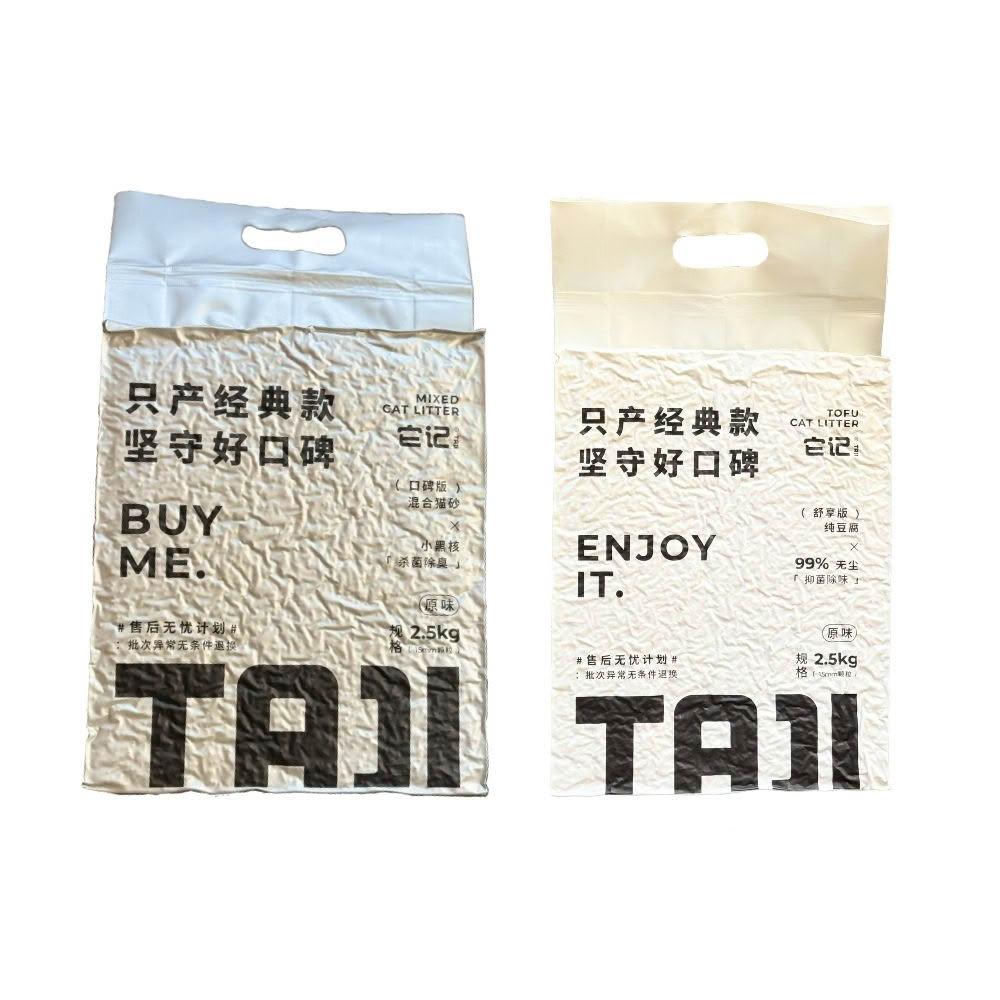 只产经典款
坚守好口碑
MIXED
CAT LITTER
它记
(口碑版)
混合猫砂
×
小黑核
「杀菌除臭」
BUY
ME.
原味
#售后无忧计划#
:批次异常无条件退换
规格 2.5kg
TAJI
只产经典款
坚守好口碑
TOFU
CAT LITTER
它记
(舒享版)
纯豆腐
×
99% 无尘
「抑菌除味」
ENJOY
IT.
原味
#售后无忧计划#
:批次异常无条件退换
规格 2.5kg
TAJI